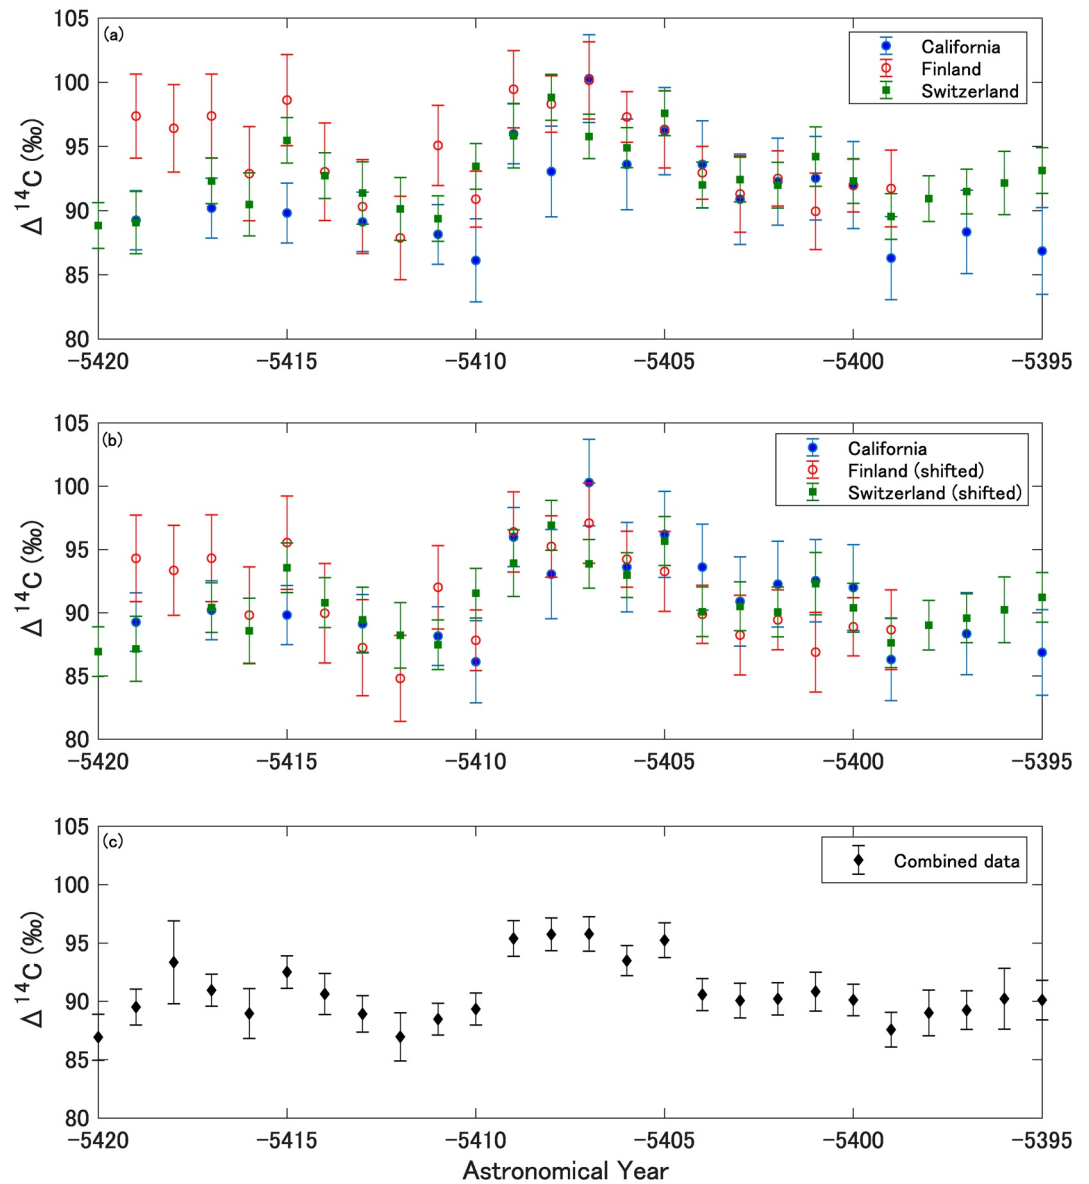 (a)
105
100
95
90
85
80
Δ ¹⁴C (‰)
California
Finland
Switzerland
−5420 −5415 −5410 −5405 −5400 −5395
(b)
105
100
95
90
85
80
Δ ¹⁴C (‰)
California
Finland (shifted)
Switzerland (shifted)
−5420 −5415 −5410 −5405 −5400 −5395
(c)
105
100
95
90
85
80
Δ ¹⁴C (‰)
Combined data
−5420 −5415 −5410 −5405 −5400 −5395
Astronomical Year